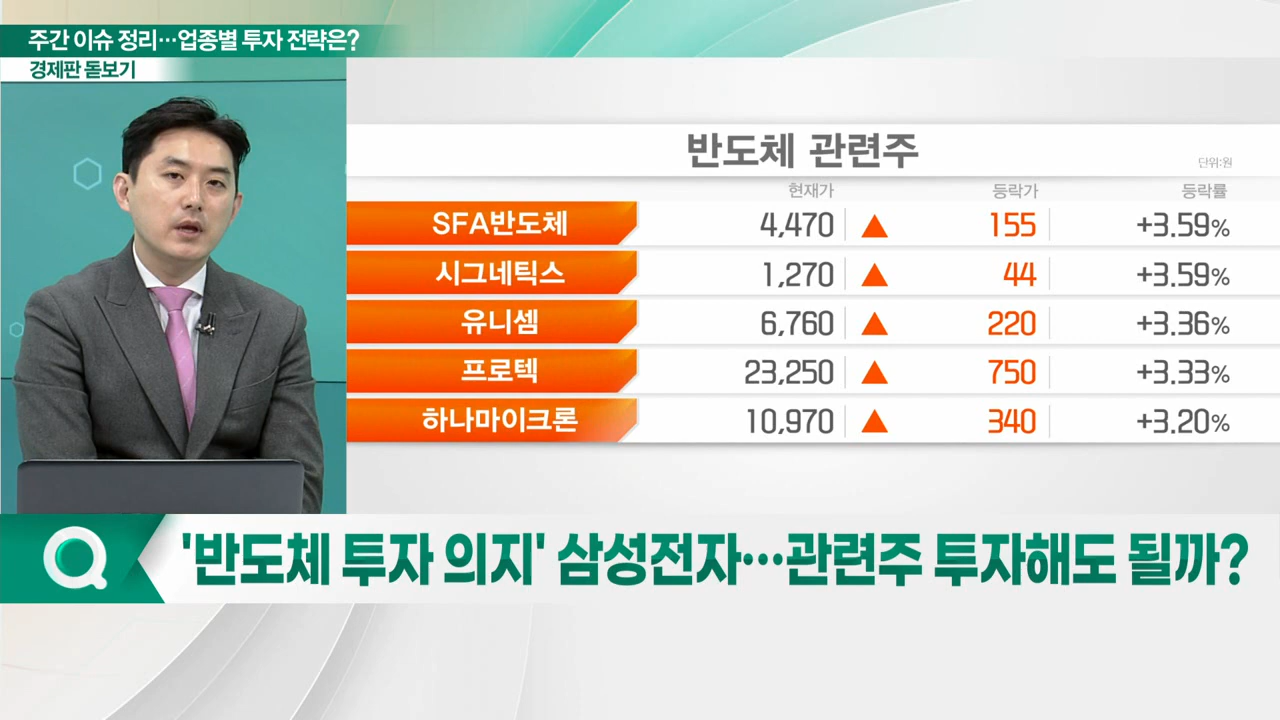 주간 이슈 정리…업종별 투자 전략은?
경제판 돋보기
반도체 관련주
단위:원
현재가 등락가 등락률
SFA반도체 4,470 ▲ 155 +3.59%
시그네틱스 1,270 ▲ 44 +3.59%
유니셈 6,760 ▲ 220 +3.36%
프로텍 23,250 ▲ 750 +3.33%
하나마이크론 10,970 ▲ 340 +3.20%
Q '반도체 투자 의지' 삼성전자…관련주 투자해도 될까?